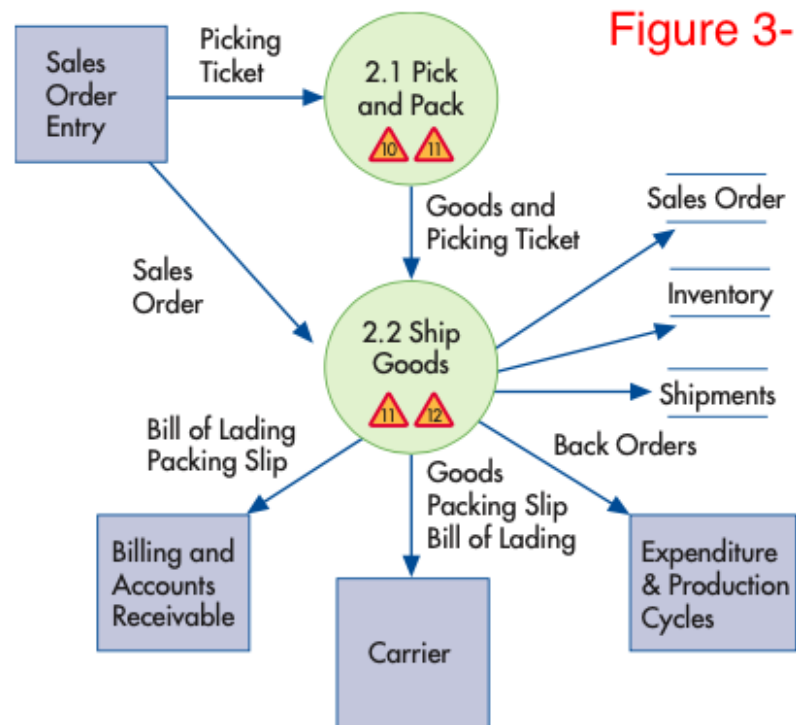 Figure 3-
Sales
Order
Entry
Picking
Ticket
2.1 Pick
and Pack
10 11
Goods and
Picking Ticket
Sales
Order
Sales Order
Inventory
Shipments
2.2 Ship
Goods
11 12
Bill of Lading
Packing Slip
Goods
Packing Slip
Bill of Lading
Back Orders
Billing and
Accounts
Receivable
Carrier
Expenditure
& Production
Cycles